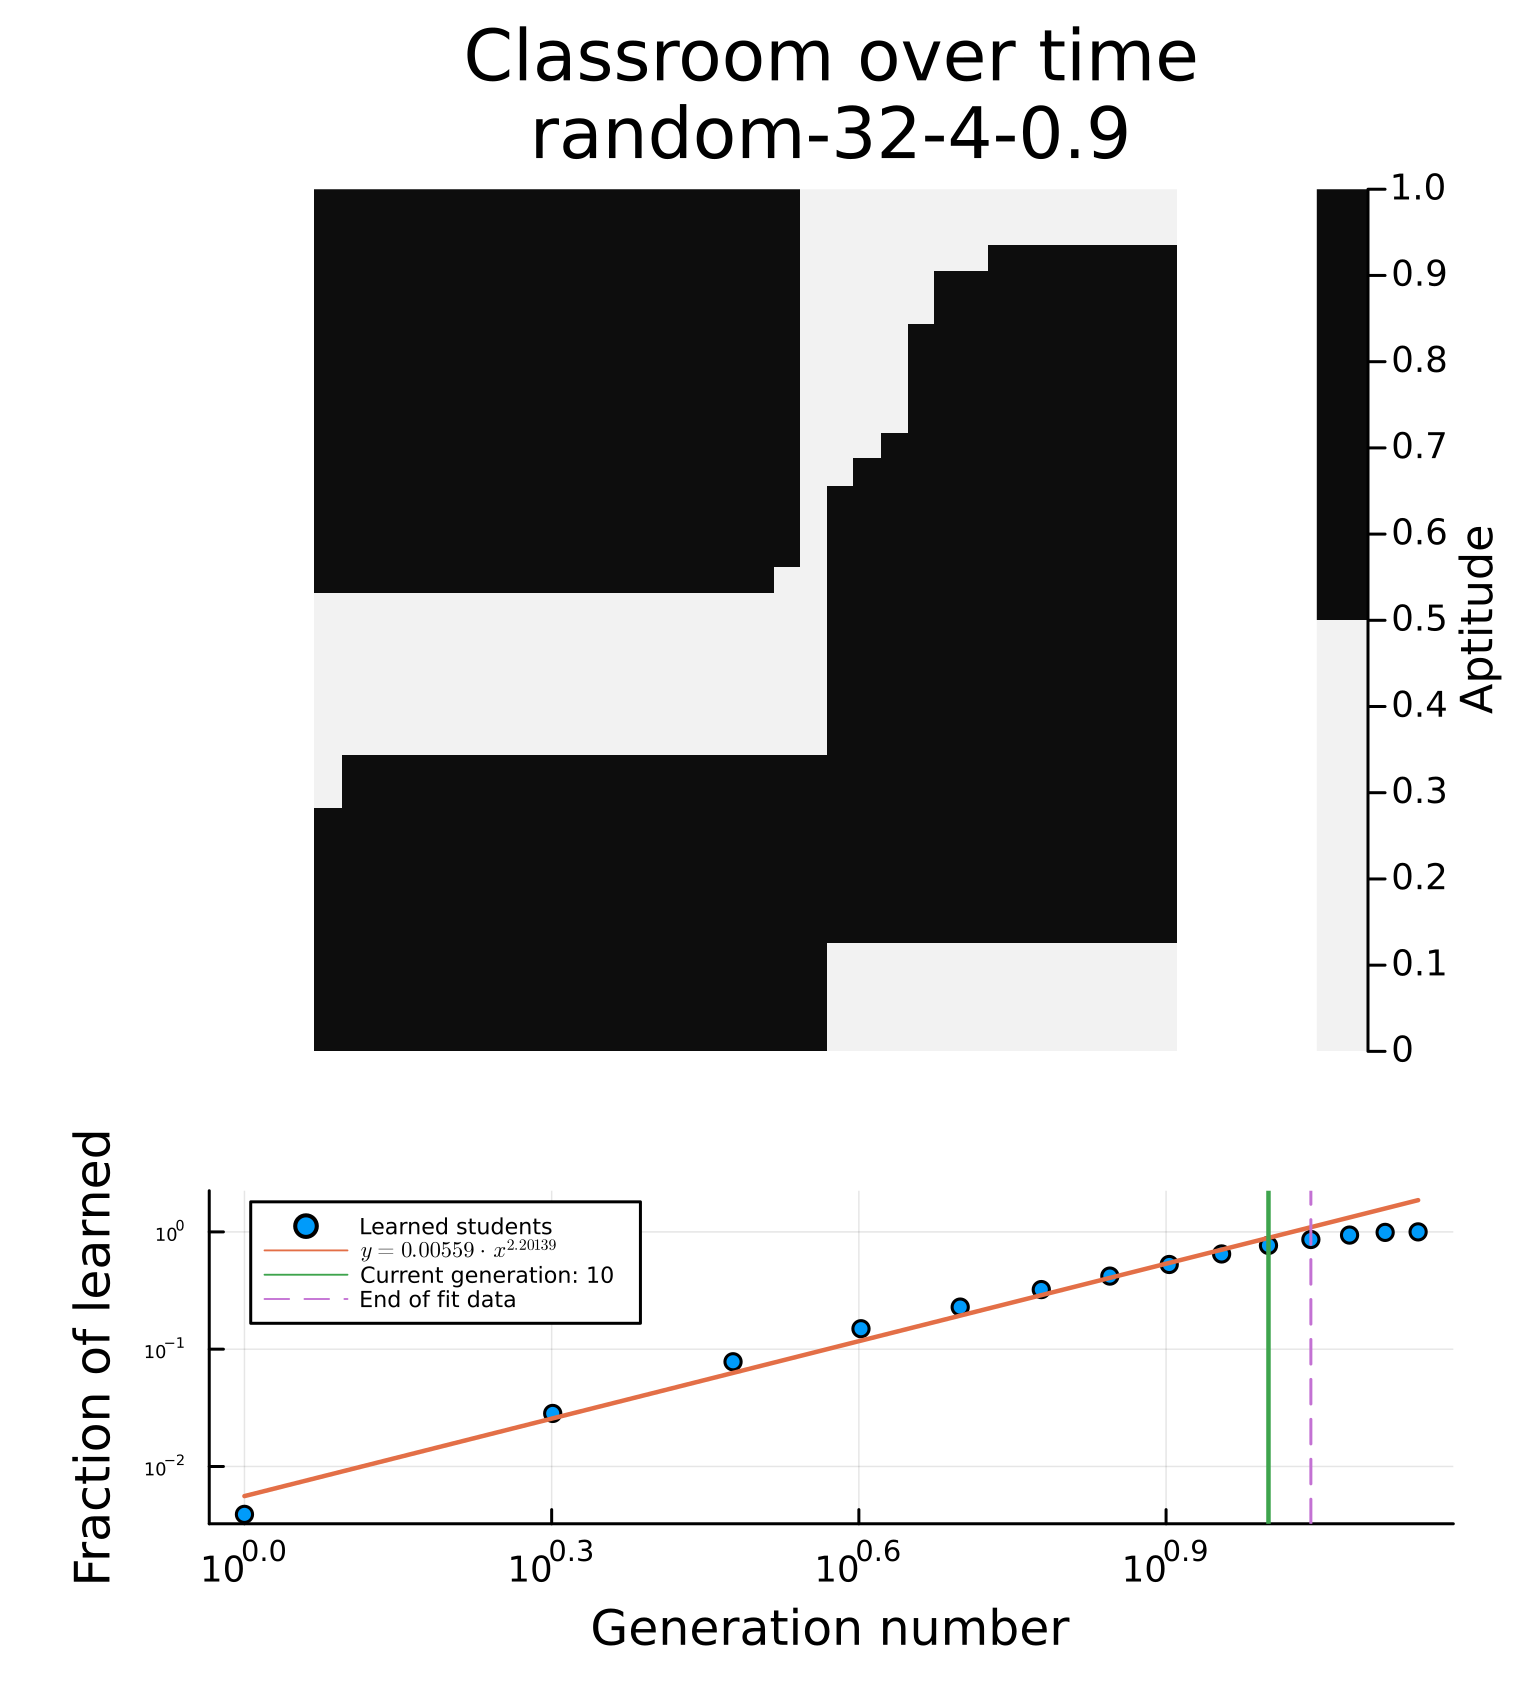 Classroom over time
random-32-4-0.9
1.0
0.9
0.8
0.7
0.6
0.5
0.4
0.3
0.2
0.1
0
Aptitude
Fraction of learned
10⁰
10⁻¹
10⁻²
Learned students
y = 0.00559 · x^2.20139
Current generation: 10
End of fit data
10^0.0
10^0.3
10^0.6
10^0.9
Generation number